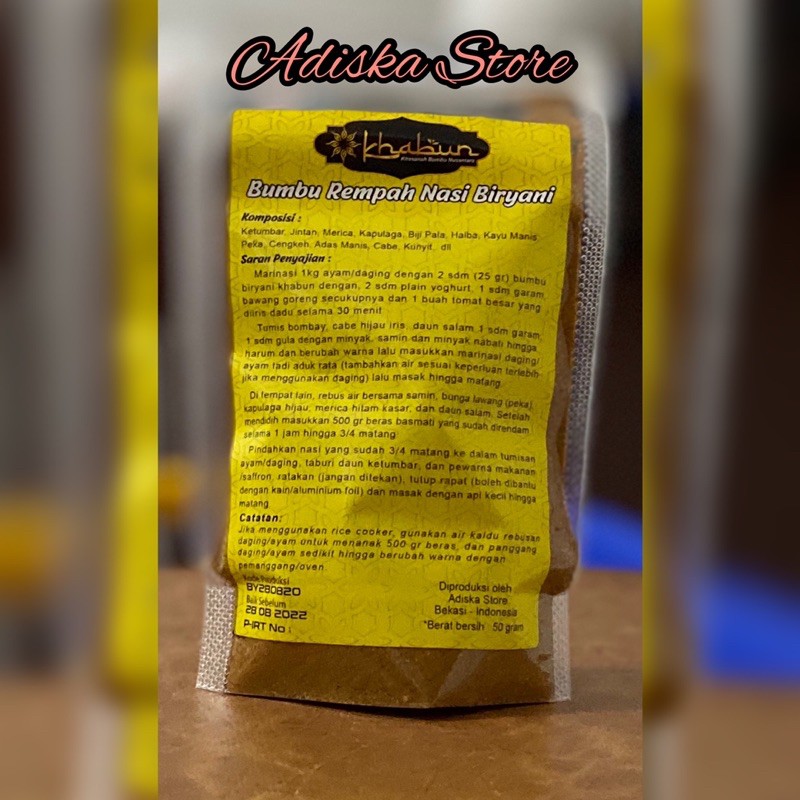 Adiska Store
Khabun
Khasanah Bumbu Nusantara
Bumbu Rempah Nasi Biryani
Komposisi :
Ketumbar, Jintan, Merica, Kapulaga, Biji Pala, Halba, Kayu Manis
Peka, Cengkeh, Adas Manis, Cabe, Kunyit, dll
Saran Penyajian :
Marinasi 1kg ayam/daging dengan 2 sdm (25 gr) bumbu
biryani khabun dengan, 2 sdm plain yoghurt, 1 sdm garam,
bawang goreng secukupnya dan 1 buah tomat besar yang
diiris dadu selama 30 menit
Tumis bombay, cabe hijau iris, daun salam 1 sdm garam,
1 sdm gula dengan minyak, samin dan minyak nabati hingga
harum dan berubah warna lalu masukkan marinasi daging/
ayam tadi aduk rata (tambahkan air sesuai keperluan terlebih
jika menggunakan daging) lalu masak hingga matang.
Di tempat lain, rebus air bersama samin, bunga lawang (peka)
kapulaga hijau, merica hitam kasar, dan daun salam. Setelah
mendidih masukkan 500 gr beras basmati yang sudah direndam
selama 1 jam hingga 3/4 matang
Pindahkan nasi yang sudah 3/4 matang ke dalam tumisan
ayam/daging, taburi daun ketumbar, dan pewarna makanan
/saffron, ratakan (jangan ditekan), tutup rapat (boleh dibantu
dengan kain/aluminium foil) dan masak dengan api kecil hingga
matang
Catatan:
Jika menggunakan rice cooker, gunakan air kaldu rebusan
daging/ayam untuk menanak 500 gr beras, dan panggang
daging/ayam sedikit hingga berubah warna dengan
pemanggang/oven.
Kode Produksi
BY280820
Baik Sebelum
28 08 2022
P-IRT No :
Diproduksi oleh
Adiska Store
Bekasi - Indonesia
*Berat bersih 50 gram